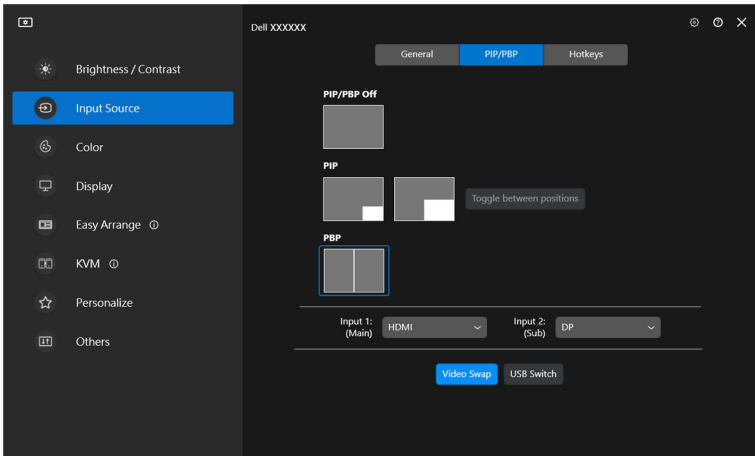 Dell XXXXXX
Brightness / Contrast
Input Source
Color
Display
Easy Arrange
KVM
Personalize
Others
General
PIP/PBP
Hotkeys
PIP/PBP Off
PIP
Toggle between positions
PBP
Input 1:
(Main)
HDMI
Input 2:
(Sub)
DP
Video Swap
USB Switch